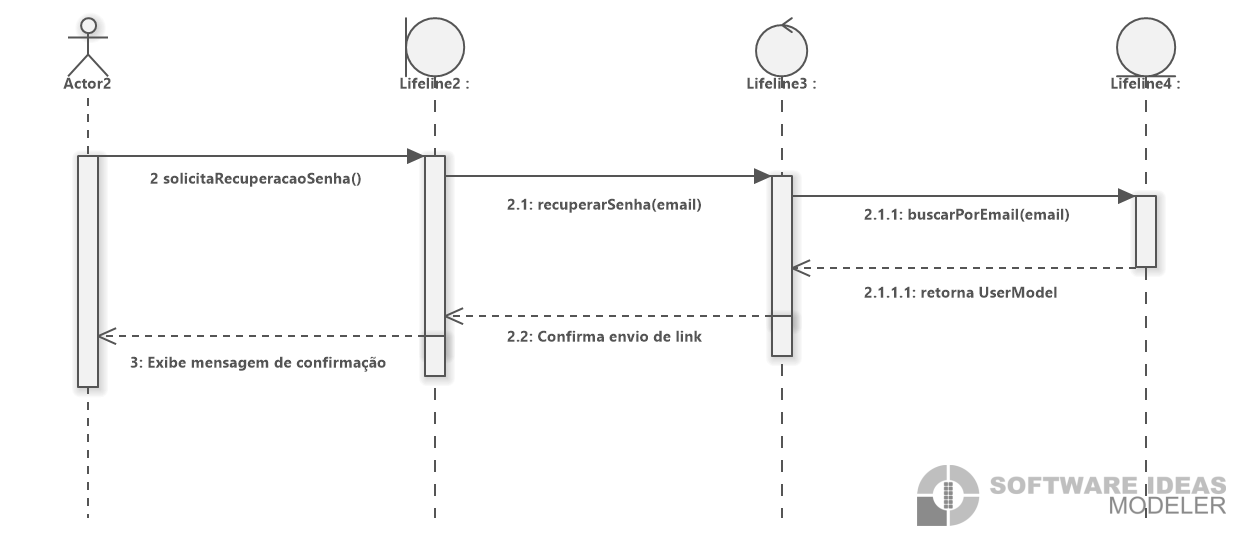 Actor2
Lifeline2 :
Lifeline3 :
Lifeline4 :
2 solicitaRecuperacaoSenha()
2.1: recuperarSenha(email)
2.1.1: buscarPorEmail(email)
2.1.1.1: retorna UserModel
2.2: Confirma envio de link
3: Exibe mensagem de confirmação
SOFTWARE IDEAS
MODELER